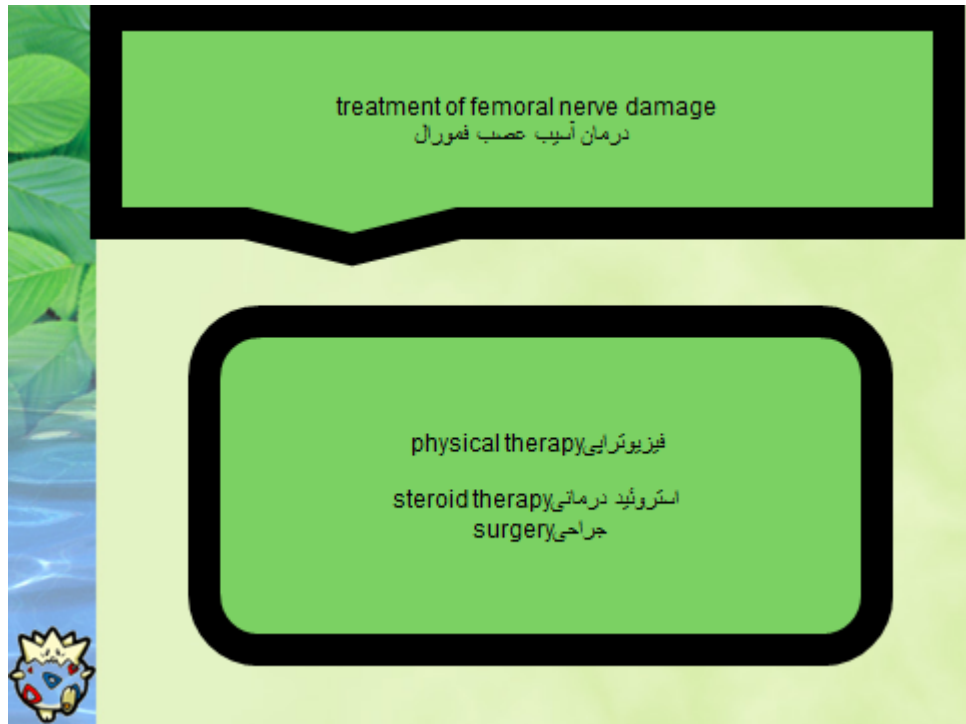 treatment of femoral nerve damage
درمان آسیب عصب فمورال
physical therapyفیزیوتراپی
steroid therapyاستروئید درمانی
surgeryجراحی